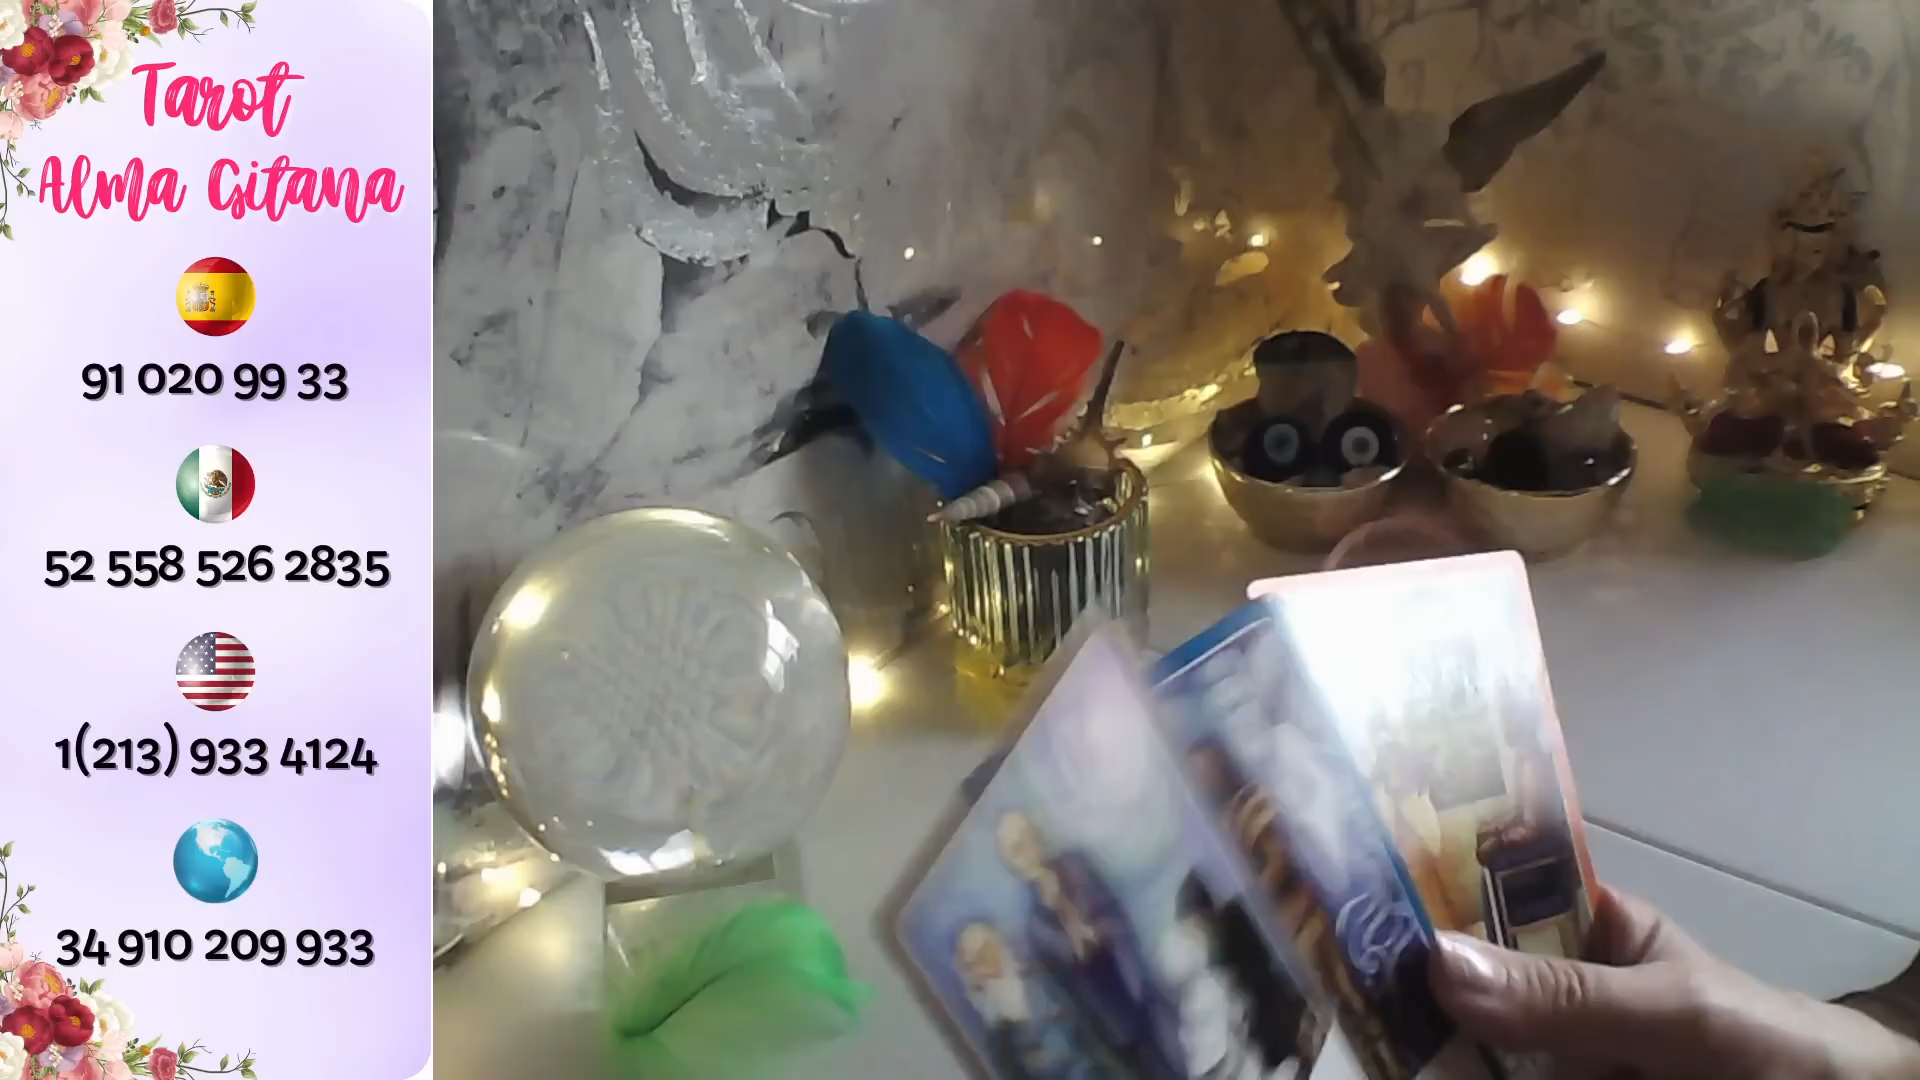 Tarot
Alma Gitana
91 020 99 33
52 558 526 2835
1(213) 933 4124
34 910 209 933